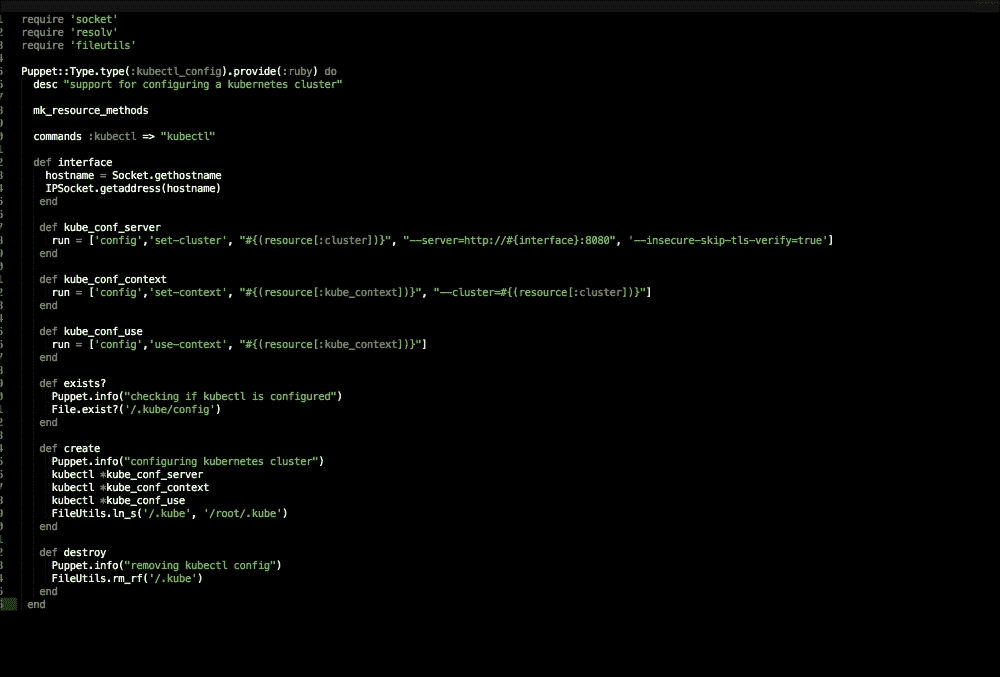 require 'socket'
require 'resolv'
require 'fileutils'
Puppet::Type.type(:kubectl_config).provide(:ruby) do
desc "support for configuring a kubernetes cluster"
mk_resource_methods
commands :kubectl => "kubectl"
def interface
hostname = Socket.gethostname
IPSocket.getaddress(hostname)
end
def kube_conf_server
run = ['config','set-cluster', "#{(resource[:cluster])}", "--server=http://#{interface}:8080", '--insecure-skip-tls-verify=true']
end
def kube_conf_context
run = ['config','set-context', "#{(resource[:kube_context])}", "--cluster=#{(resource[:cluster])}"]
end
def kube_conf_use
run = ['config','use-context', "#{(resource[:kube_context])}"]
end
def exists?
Puppet.info("checking if kubectl is configured")
File.exist?('/.kube/config')
end
def create
Puppet.info("configuring kubernetes cluster")
kubectl *kube_conf_server
kubectl *kube_conf_context
kubectl *kube_conf_use
FileUtils.ln_s('/.kube', '/root/.kube')
end
def destroy
Puppet.info("removing kubectl config")
FileUtils.rm_rf('/.kube')
end
end